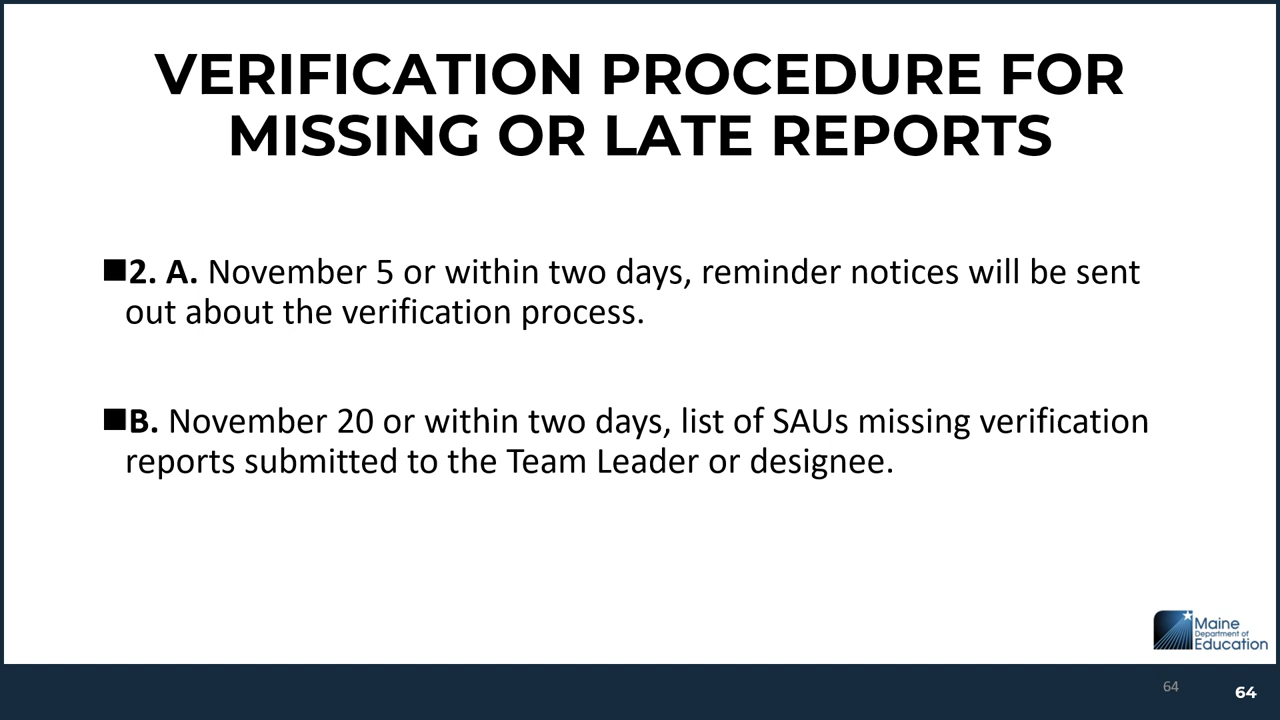 VERIFICATION PROCEDURE FOR
MISSING OR LATE REPORTS
■2. A. November 5 or within two days, reminder notices will be sent
out about the verification process.
■B. November 20 or within two days, list of SAUs missing verification
reports submitted to the Team Leader or designee.
Maine
Department of
Education
64
64